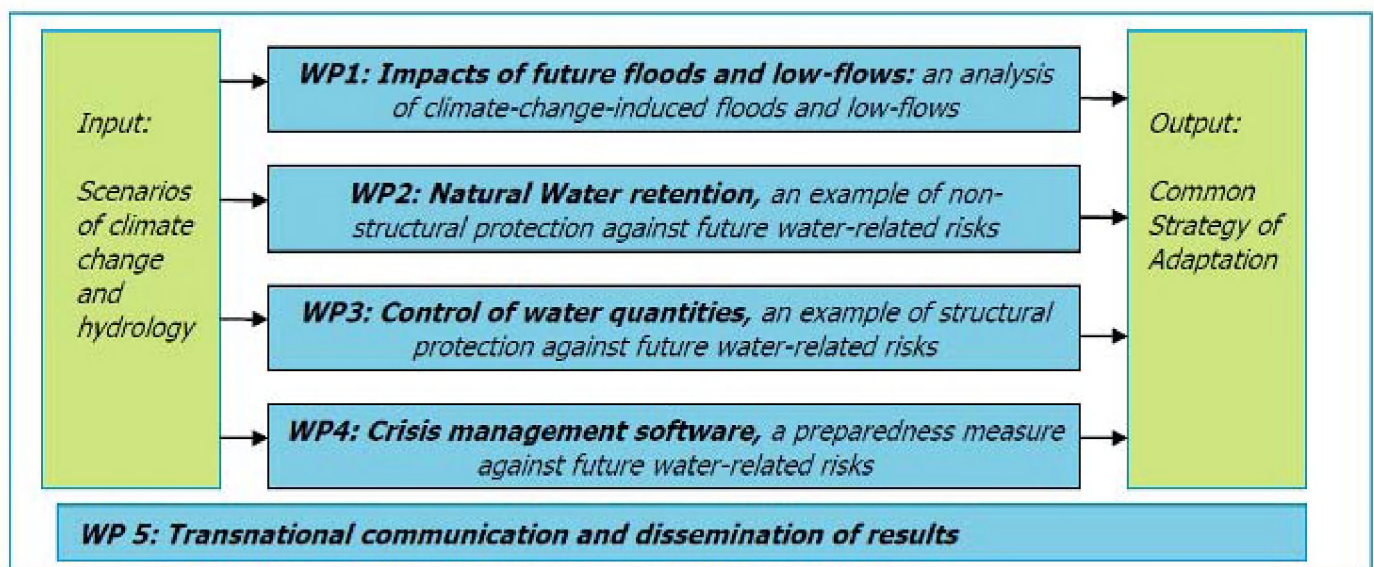 Input:
Scenarios
of climate
change
and
hydrology
WP1: Impacts of future floods and low-flows: an analysis
of climate-change-induced floods and low-flows
WP2: Natural Water retention, an example of non-
structural protection against future water-related risks
WP3: Control of water quantities, an example of structural
protection against future water-related risks
WP4: Crisis management software, a preparedness measure
against future water-related risks
Output:
Common
Strategy of
Adaptation
WP 5: Transnational communication and dissemination of results